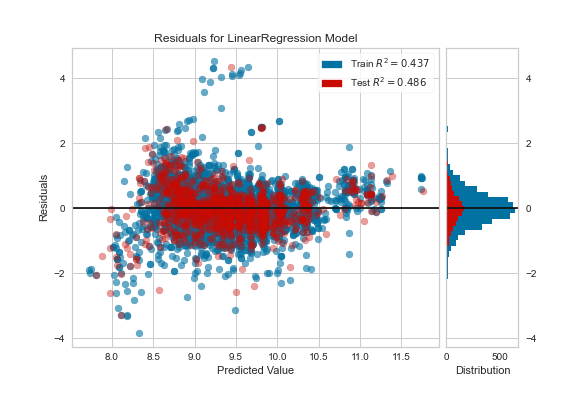 Residuals for LinearRegression Model
Train R² = 0.437
Test R² = 0.486
Residuals
4
2
0
−2
−4
8.0 8.5 9.0 9.5 10.0 10.5 11.0 11.5
Predicted Value
4
2
0
−2
−4
0 500
Distribution